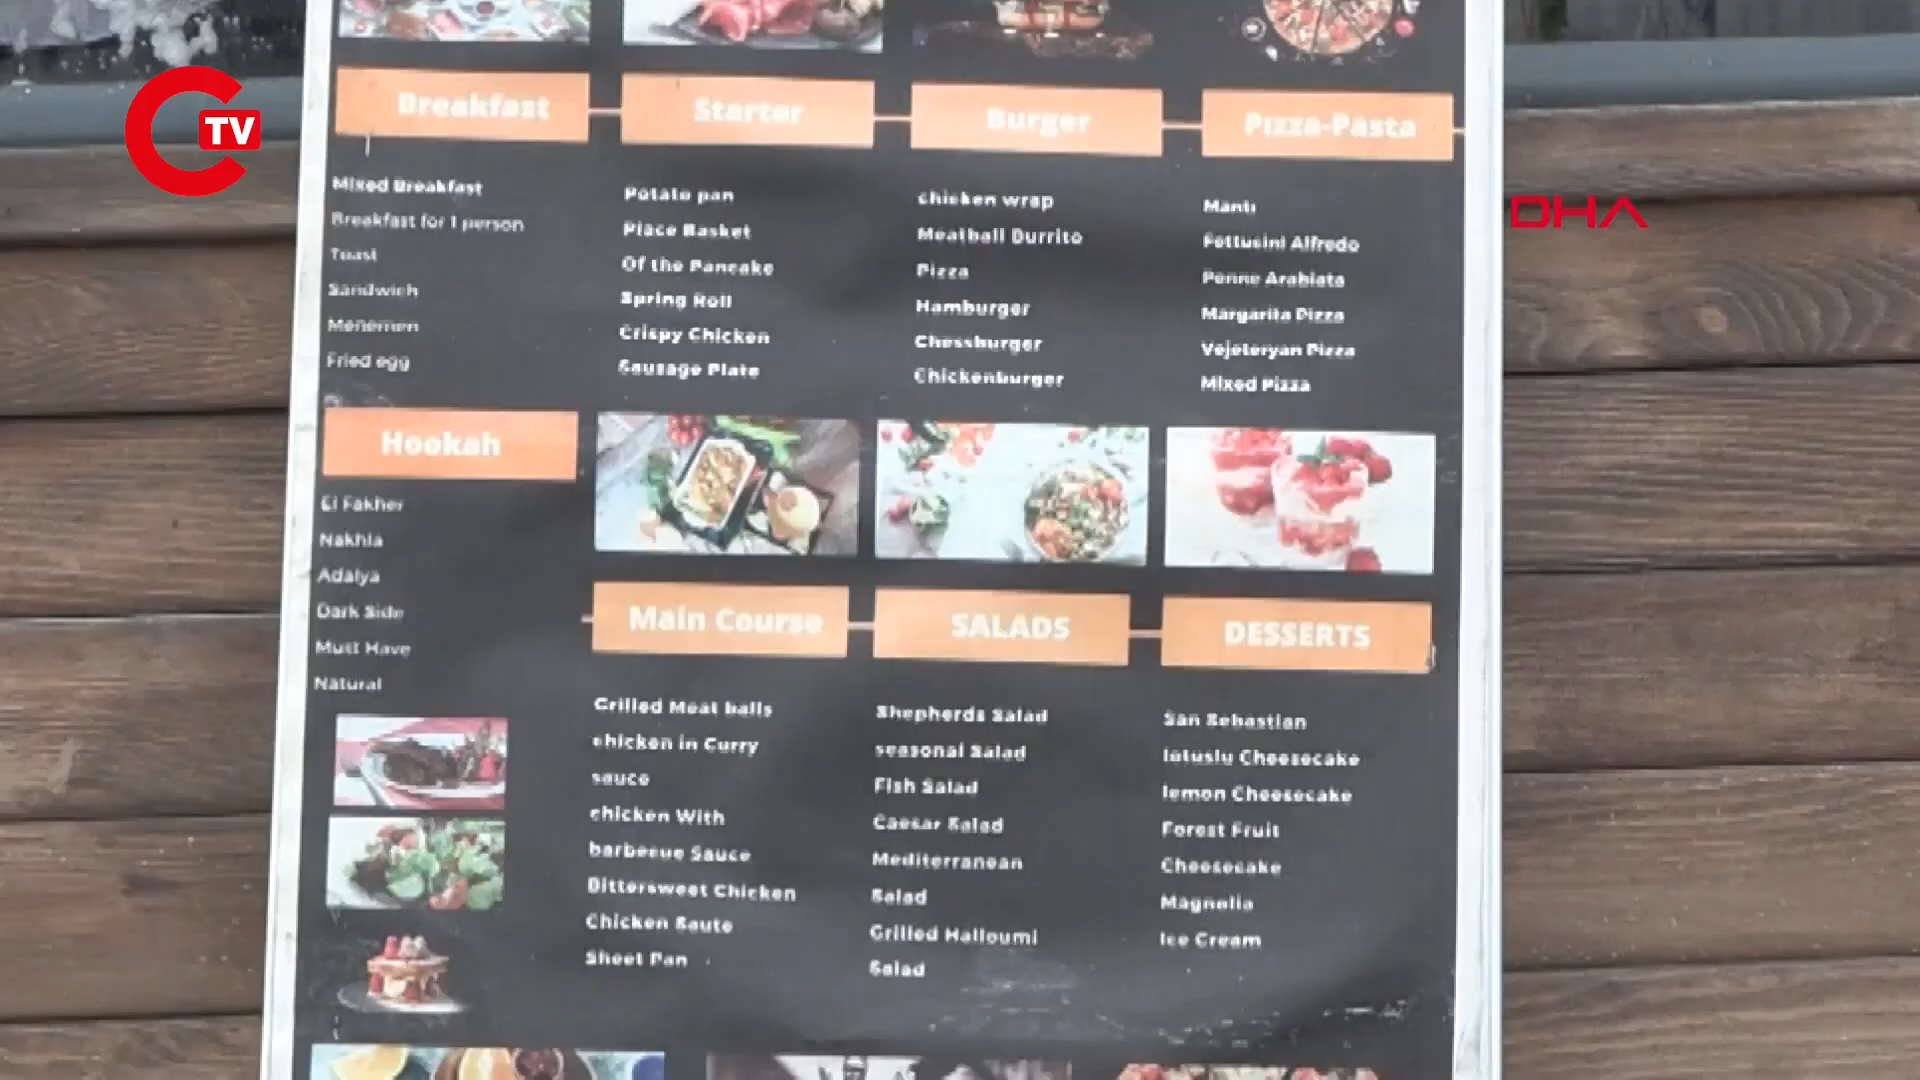 TV
DHA
Breakfast
Mixed Breakfast
Breakfast for 1 person
Toast
Sandwich
Menemen
Fried egg
Starter
Potato pan
Place Basket
Of the Pancake
Spring Roll
Crispy Chicken
Sausage Plate
Burger
chicken wrap
Meatball Burrito
Pizza
Hamburger
Chessburger
Chickenburger
Pizza-Pasta
Mantı
Fettusini Alfredo
Penne Arabiata
Margarita Pizza
Vejeteryan Pizza
Mixed Pizza
Hookah
El Fakher
Nakhla
Adalya
Dark Side
Must Have
Natural
Main Course
Grilled Meat balls
chicken in Curry
sauce
chicken With
barbecue Sauce
Bittersweet Chicken
Chicken Saute
Sheet Pan
SALADS
Shepherds Salad
seasonal Salad
Fish Salad
Caesar Salad
Mediterranean
Salad
Grilled Halloumi
Salad
DESSERTS
San Sebastian
lotuslu Cheesecake
lemon Cheesecake
Forest Fruit
Cheesecake
Magnolia
Ice Cream